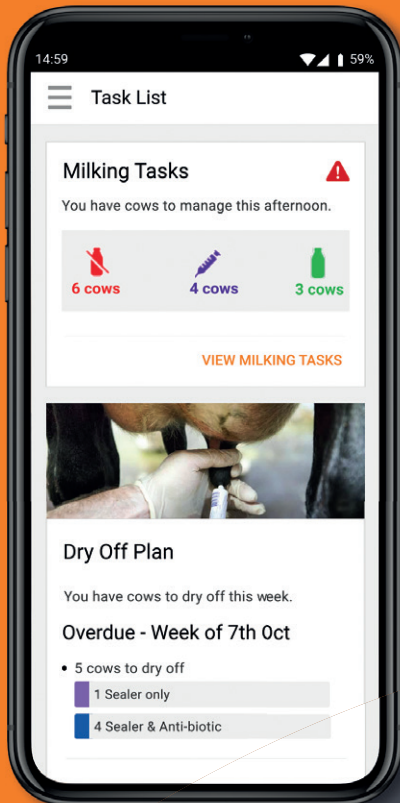 14:59
59%
Task List
Milking Tasks
You have cows to manage this afternoon.
6 cows
4 cows
3 cows
VIEW MILKING TASKS
Dry Off Plan
You have cows to dry off this week.
Overdue - Week of 7th Oct
• 5 cows to dry off
1 Sealer only
4 Sealer & Anti-biotic